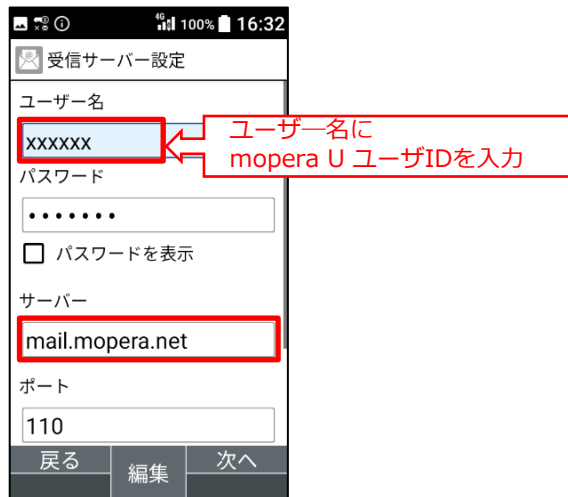 4G 100% 16:32
受信サーバー設定
ユーザー名
xxxxxx
ユーザ―名に
mopera U ユーザIDを入力
パスワード
•••••••
パスワードを表示
サーバー
mail.mopera.net
ポート
110
戻る 編集 次へ